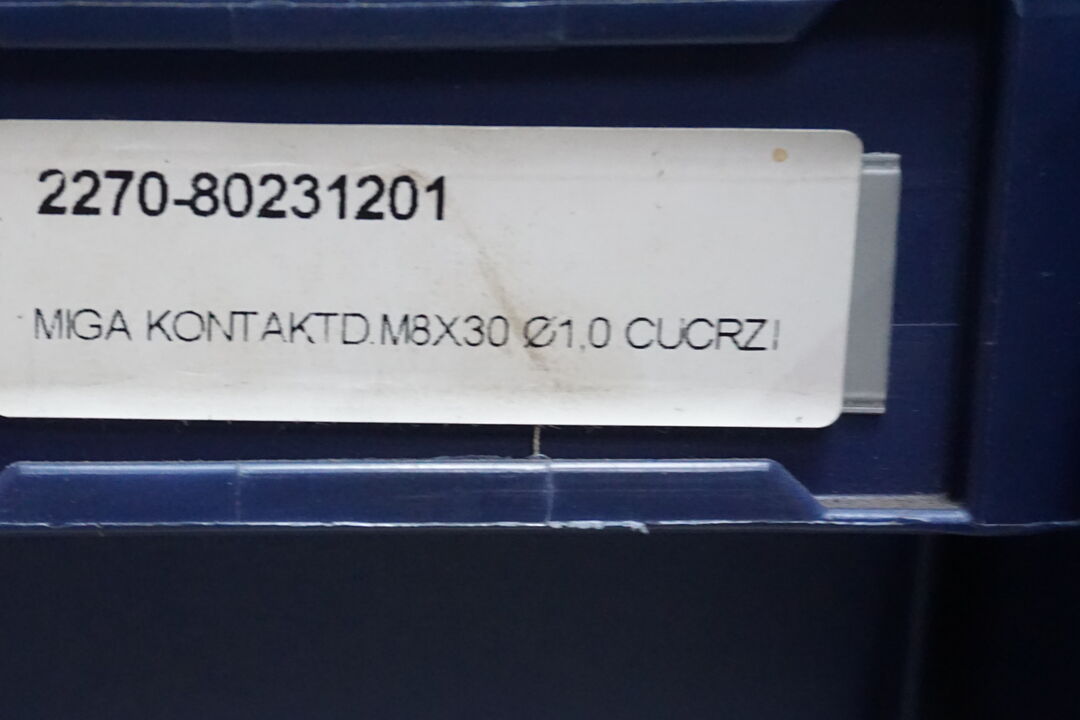 2270-80231201
MIGA KONTAKTD.M8X30 Ø1,0 CUCRZI